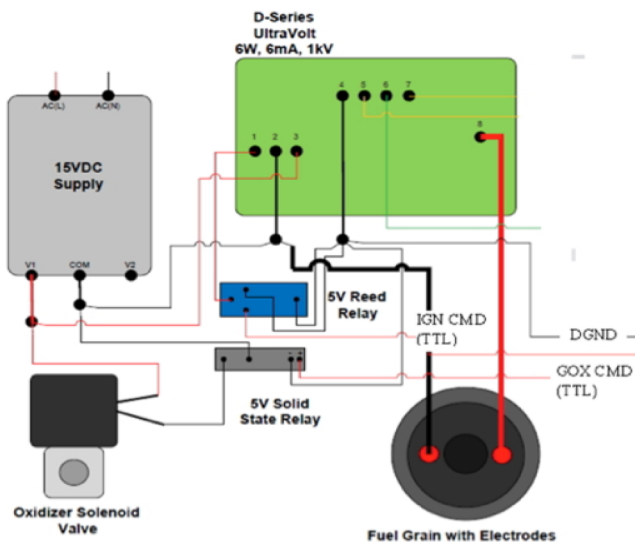 D-Series
UltraVolt
6W, 6mA, 1kV
AC(L)
AC(N)
4
5
6
7
8
1
2
3
15VDC
Supply
V1
COM
V2
5V Reed
Relay
IGN CMD
(TTL)
DGND
GOX CMD
(TTL)
5V Solid
State Relay
Oxidizer Solenoid
Valve
Fuel Grain with Electrodes